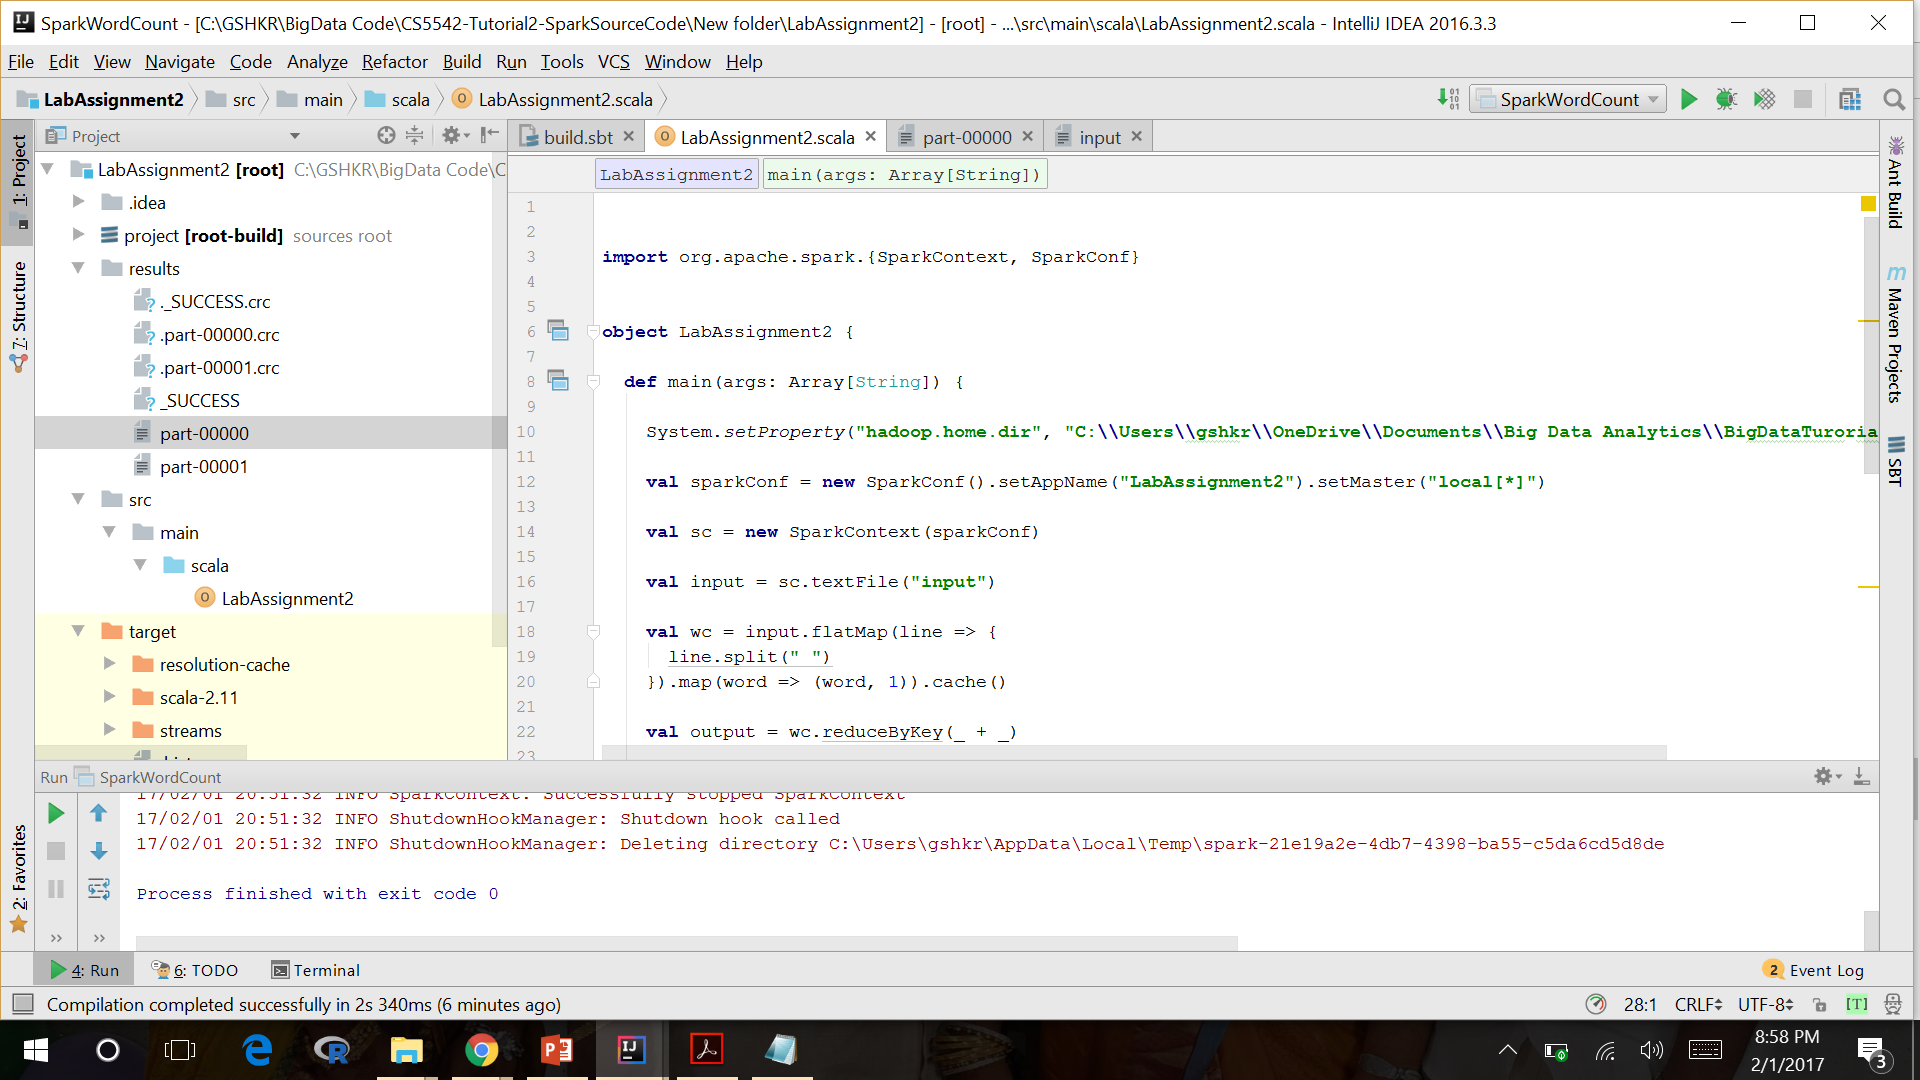 SparkWordCount - [C:\GSHKR\BigData Code\CS5542-Tutorial2-SparkSourceCode\New folder\LabAssignment2] - [root] - ...\src\main\scala\LabAssignment2.scala - IntelliJ IDEA 2016.3.3
File Edit View Navigate Code Analyze Refactor Build Run Tools VCS Window Help
LabAssignment2 src main scala LabAssignment2.scala
SparkWordCount
Project
build.sbt LabAssignment2.scala part-00000 input
1: Project
7: Structure
2: Favorites
LabAssignment2 [root] C:\GSHKR\BigData Code\C
.idea
project [root-build] sources root
results
._SUCCESS.crc
.part-00000.crc
.part-00001.crc
_SUCCESS
part-00000
part-00001
src
main
scala
LabAssignment2
target
resolution-cache
scala-2.11
streams
LabAssignment2 main(args: Array[String])
1
2
3 import org.apache.spark.{SparkContext, SparkConf}
4
5
6 object LabAssignment2 {
7
8 def main(args: Array[String]) {
9
10 System.setProperty("hadoop.home.dir", "C:\\Users\\gshkr\\OneDrive\\Documents\\Big Data Analytics\\BigDataTuroria
11
12 val sparkConf = new SparkConf().setAppName("LabAssignment2").setMaster("local[*]")
13
14 val sc = new SparkContext(sparkConf)
15
16 val input = sc.textFile("input")
17
18 val wc = input.flatMap(line => {
19 line.split(" ")
20 }).map(word => (word, 1)).cache()
21
22 val output = wc.reduceByKey(_ + _)
23
Ant Build
m Maven Projects
SBT
Run SparkWordCount
17/02/01 20:51:32 INFO SparkContext: Successfully stopped SparkContext
17/02/01 20:51:32 INFO ShutdownHookManager: Shutdown hook called
17/02/01 20:51:32 INFO ShutdownHookManager: Deleting directory C:\Users\gshkr\AppData\Local\Temp\spark-21e19a2e-4db7-4398-ba55-c5da6cd5d8de
Process finished with exit code 0
4: Run 6: TODO Terminal
2 Event Log
Compilation completed successfully in 2s 340ms (6 minutes ago)
28:1 CRLF UTF-8 [T]
8:58 PM
2/1/2017
3